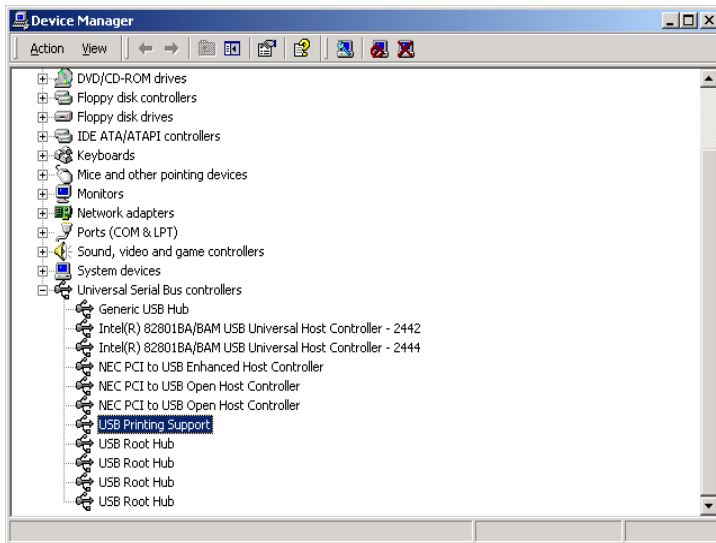 Device Manager
Action View
DVD/CD-ROM drives
Floppy disk controllers
Floppy disk drives
IDE ATA/ATAPI controllers
Keyboards
Mice and other pointing devices
Monitors
Network adapters
Ports (COM & LPT)
Sound, video and game controllers
System devices
Universal Serial Bus controllers
Generic USB Hub
Intel(R) 82801BA/BAM USB Universal Host Controller - 2442
Intel(R) 82801BA/BAM USB Universal Host Controller - 2444
NEC PCI to USB Enhanced Host Controller
NEC PCI to USB Open Host Controller
NEC PCI to USB Open Host Controller
USB Printing Support
USB Root Hub
USB Root Hub
USB Root Hub
USB Root Hub